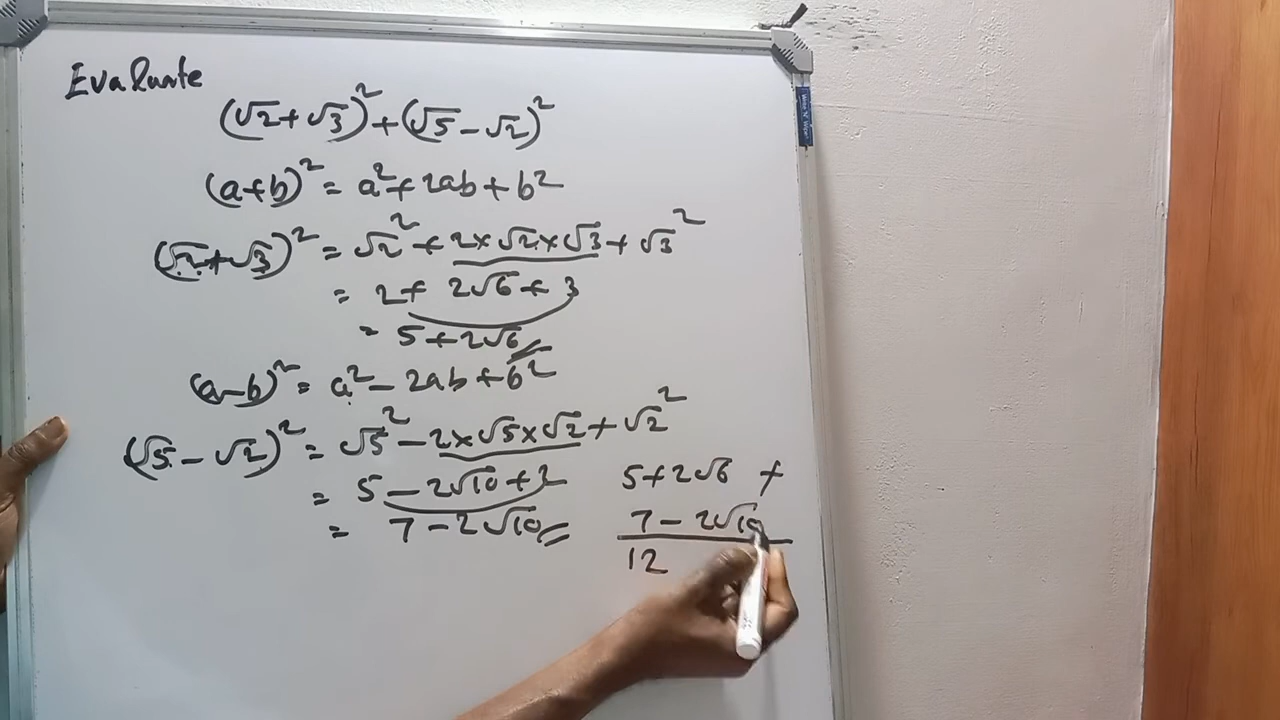 Evaluate
(√2+√3)²+(√5-√2)²
(a+b)² = a²+2ab+b²
(√2+√3)² = √2²+2×√2×√3+√3²
= 2+2√6+3
= 5+2√6
(a-b)² = a²-2ab+b²
(√5-√2)² = √5²-2×√5×√2+√2²
= 5-2√10+2
= 7-2√10
5+2√6 +
7-2√10
12